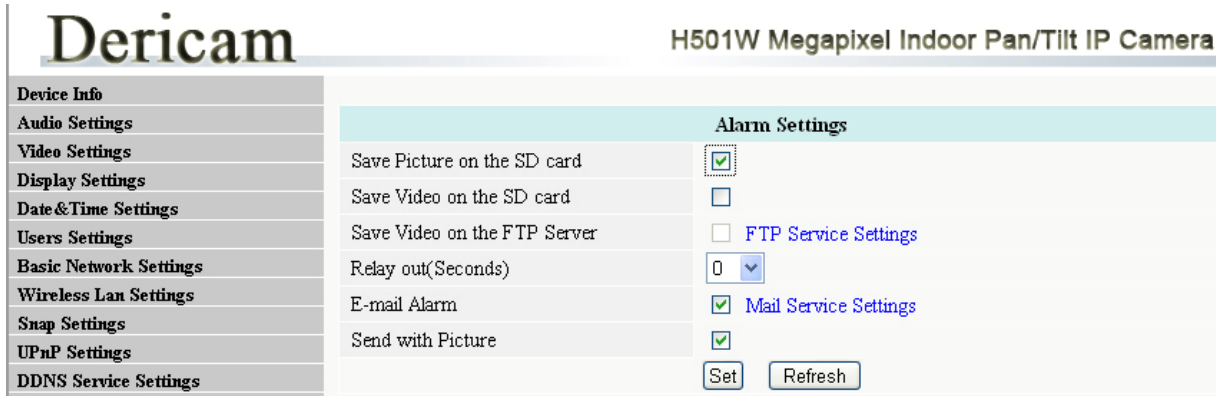 Dericam
H501W Megapixel Indoor Pan/Tilt IP Camera
Device Info
Audio Settings
Video Settings
Display Settings
Date&Time Settings
Users Settings
Basic Network Settings
Wireless Lan Settings
Snap Settings
UPnP Settings
DDNS Service Settings
Alarm Settings
Save Picture on the SD card
Save Video on the SD card
Save Video on the FTP Server FTP Service Settings
Relay out(Seconds) 0
E-mail Alarm Mail Service Settings
Send with Picture
Set Refresh